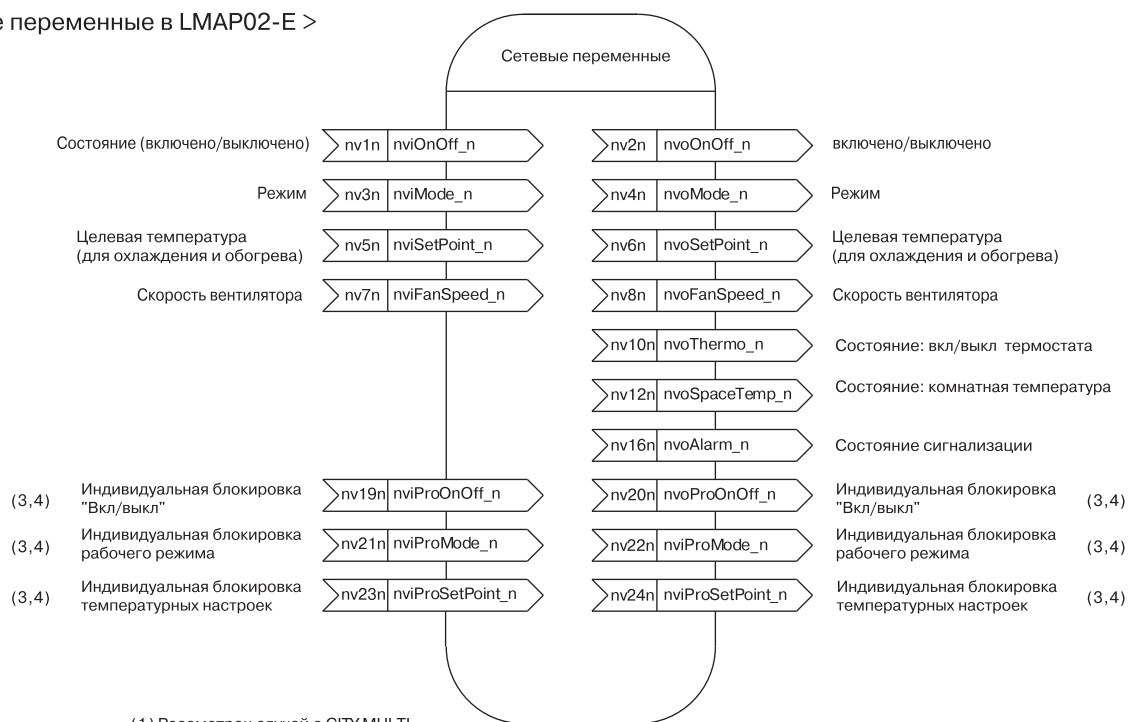 е переменные в LMAP02-E >
Сетевые переменные
Состояние (включено/выключено) nv1n nviOnOff_n nv2n nvoOnOff_n включено/выключено
Режим nv3n nviMode_n nv4n nvoMode_n Режим
Целевая температура
(для охлаждения и обогрева) nv5n nviSetPoint_n nv6n nvoSetPoint_n Целевая температура
(для охлаждения и обогрева)
Скорость вентилятора nv7n nviFanSpeed_n nv8n nvoFanSpeed_n Скорость вентилятора
nv10n nvoThermo_n Состояние: вкл/выкл термостата
nv12n nvoSpaceTemp_n Состояние: комнатная температура
nv16n nvoAlarm_n Состояние сигнализации
(3,4) Индивидуальная блокировка
"Вкл/выкл" nv19n nviProOnOff_n nv20n nvoProOnOff_n Индивидуальная блокировка
"Вкл/выкл" (3,4)
(3,4) Индивидуальная блокировка
рабочего режима nv21n nviProMode_n nv22n nviProMode_n Индивидуальная блокировка
рабочего режима (3,4)
(3,4) Индивидуальная блокировка
температурных настроек nv23n nviProSetPoint_n nv24n nviProSetPoint_n Индивидуальная блокировка
температурных настроек (3,4)
(1) Рассмотрен случай с CITY MULTI